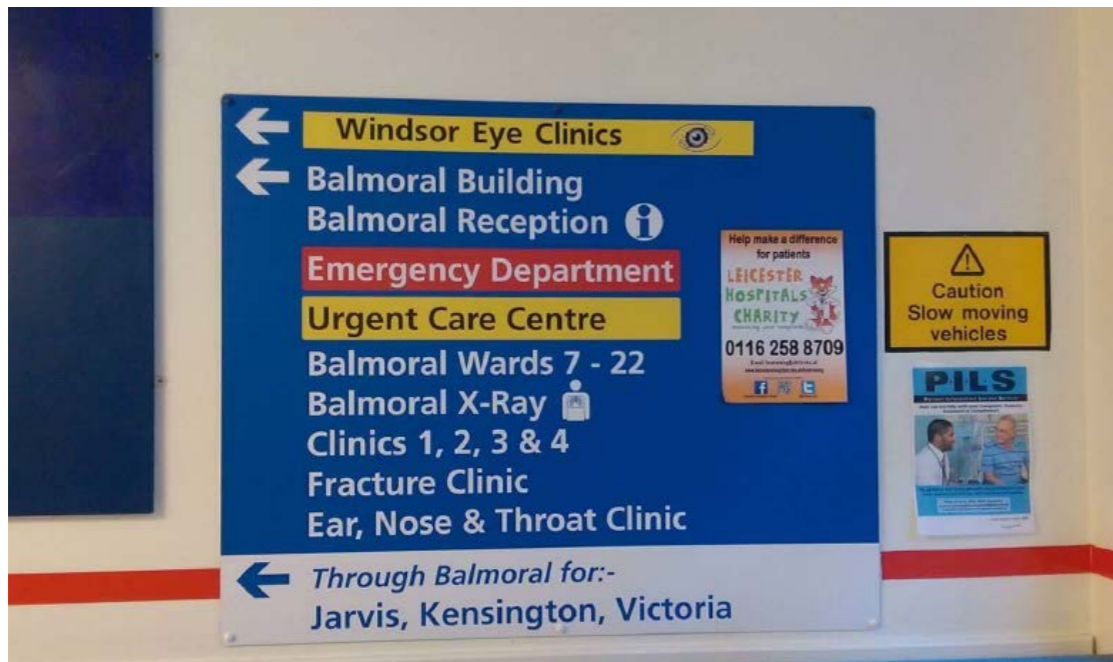 Windsor Eye Clinics
Balmoral Building
Balmoral Reception i
Emergency Department
Urgent Care Centre
Balmoral Wards 7 - 22
Balmoral X-Ray
Clinics 1, 2, 3 & 4
Fracture Clinic
Ear, Nose & Throat Clinic
Through Balmoral for:-
Jarvis, Kensington, Victoria
Help make a difference
for patients
LEICESTER
HOSPITALS
CHARITY
0116 258 8709
Caution
Slow moving
vehicles
P·I·L·S